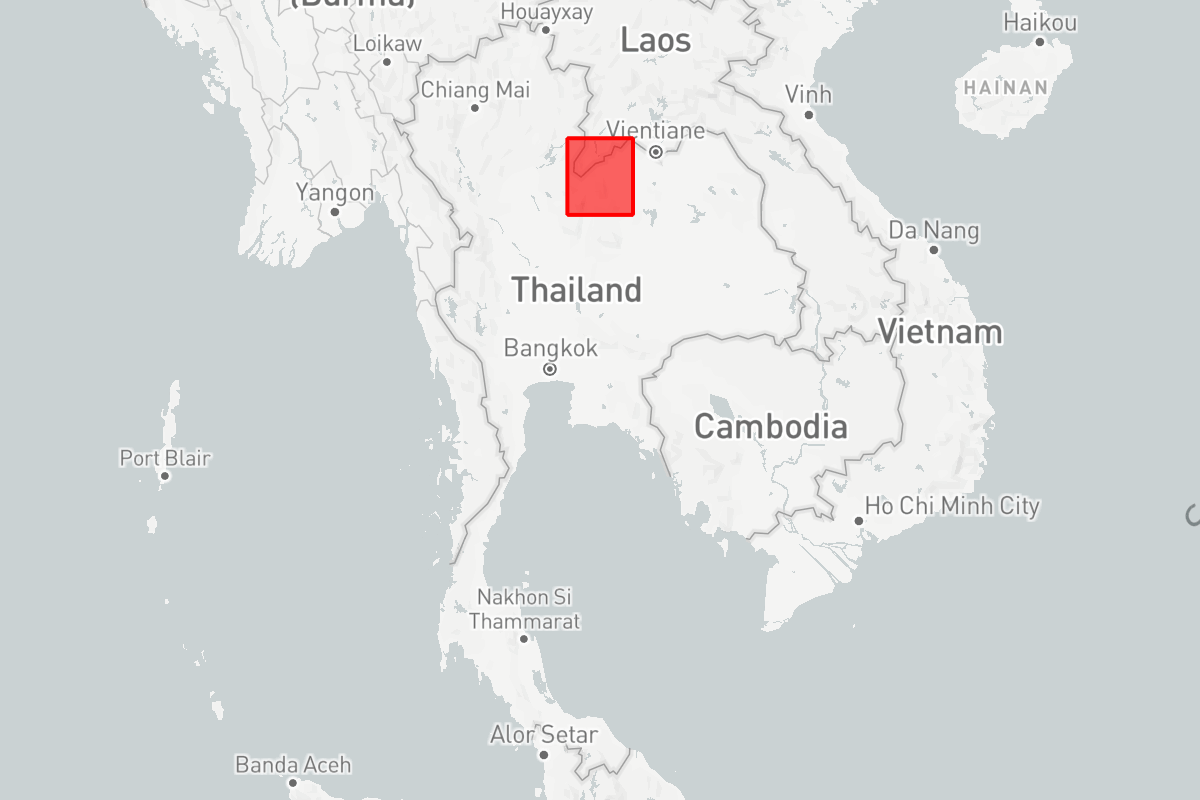 (Burma)
Houayxay
Haikou
Loikaw
Laos
HAINAN
Chiang Mai
Vinh
Vientiane
Yangon
Da Nang
Thailand
Vietnam
Bangkok
Cambodia
Port Blair
Ho Chi Minh City
Nakhon Si
Thammarat
Alor Setar
Banda Aceh